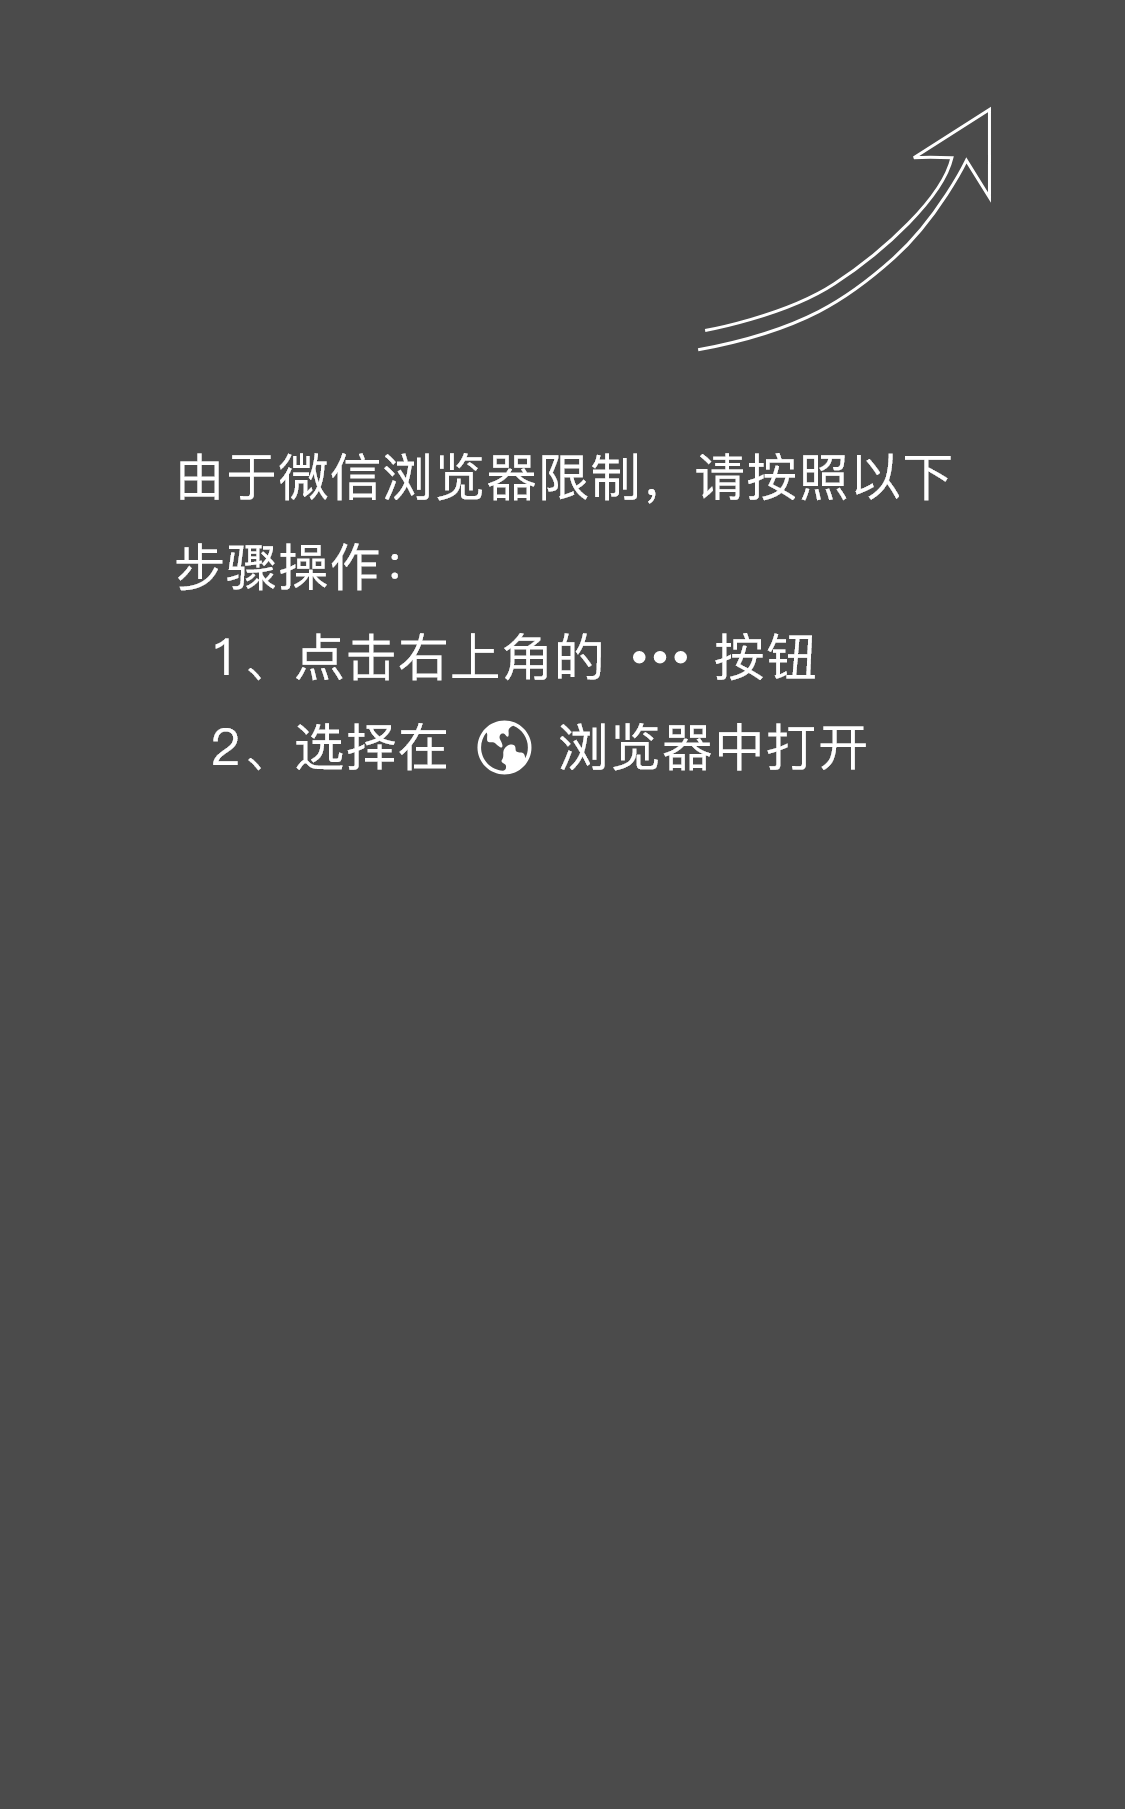 由于微信浏览器限制，请按照以下
步骤操作：
1、点击右上角的 ••• 按钮
2、选择在 浏览器中打开